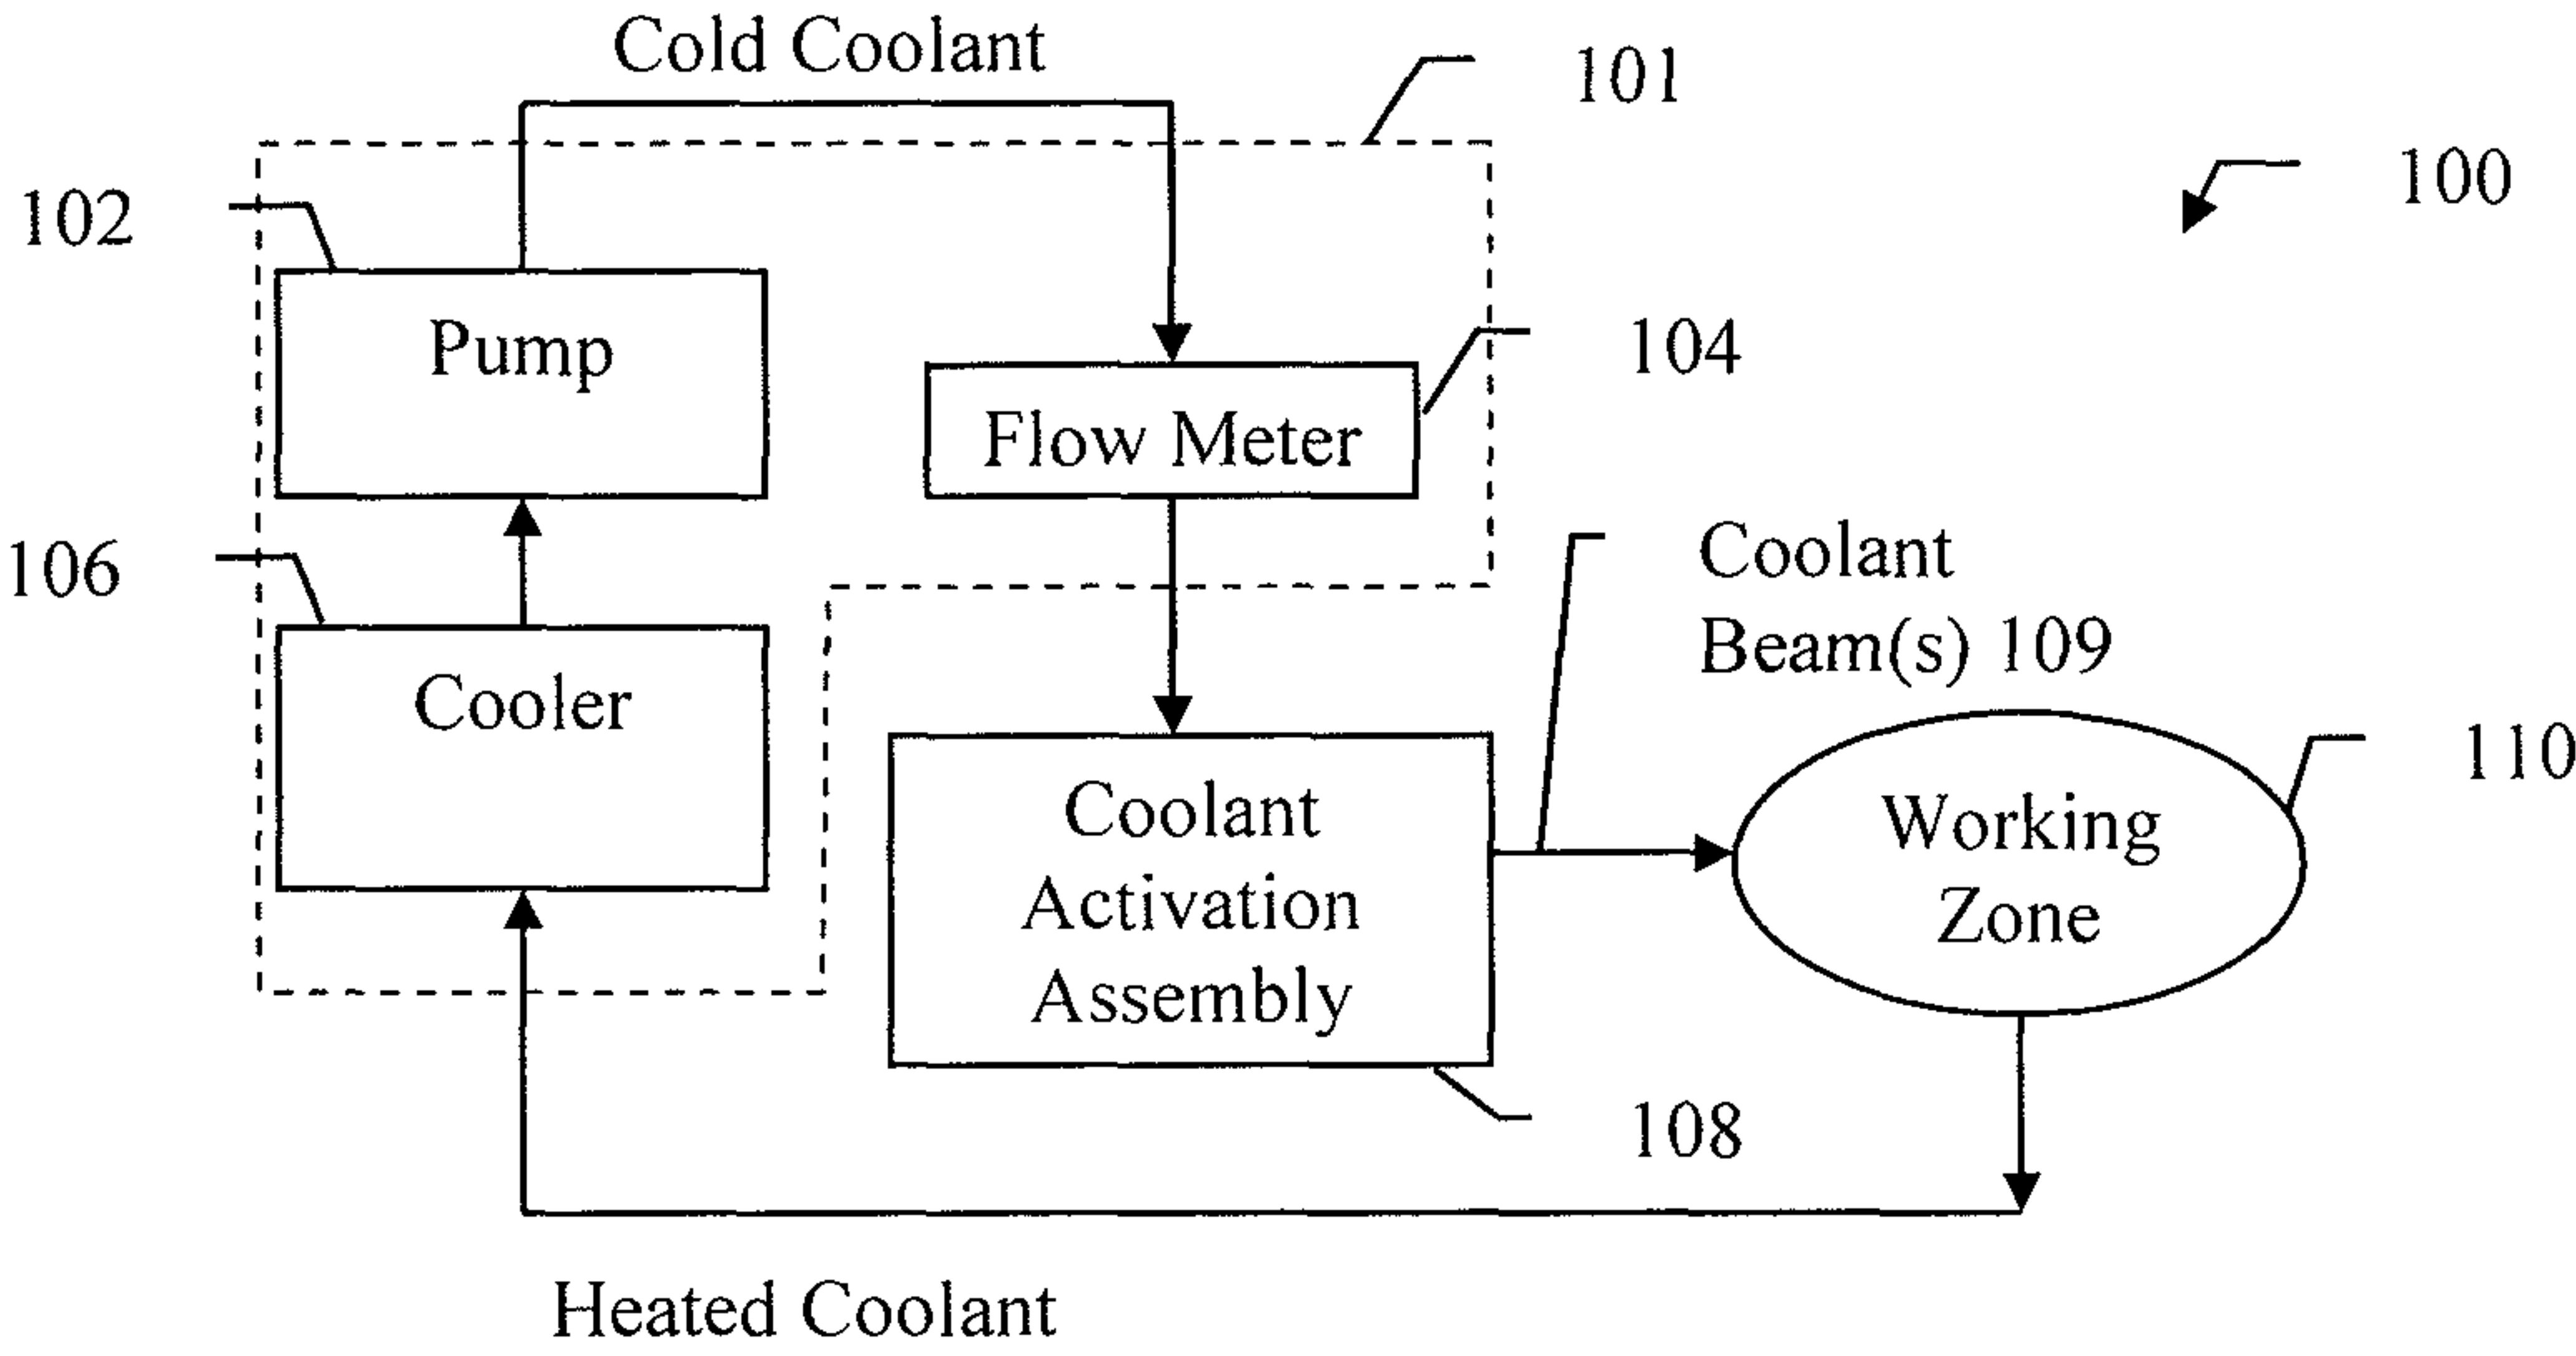 Cold Coolant
101
100
102
Pump
104
Flow Meter
106
Cooler
Coolant
Beam(s) 109
110
Coolant
Activation
Assembly
Working
Zone
108
Heated Coolant